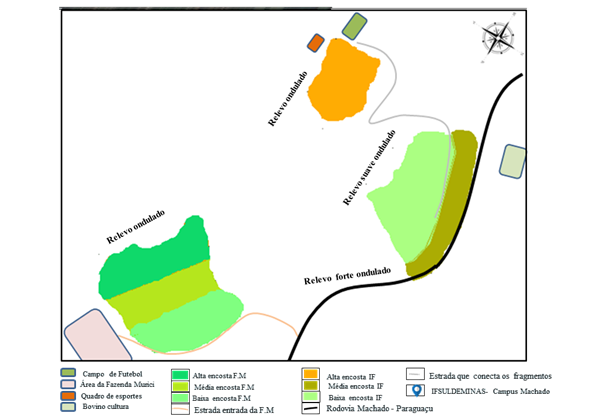 Relevo ondulado
Relevo suave ondulado
Relevo ondulado
Relevo forte ondulado
Campo de Futebol
Área da Fazenda Murici
Quadro de esportes
Bovino cultura
Alta encosta F.M
Média encosta F.M
Baixa encosta F.M
Estrada entrada da F.M
Alta encosta IF
Média encosta IF
Baixa encosta IF
Rodovia Machado - Paraguaçu
Estrada que conecta os fragmentos
IFSULDEMINAS- Campus Machado